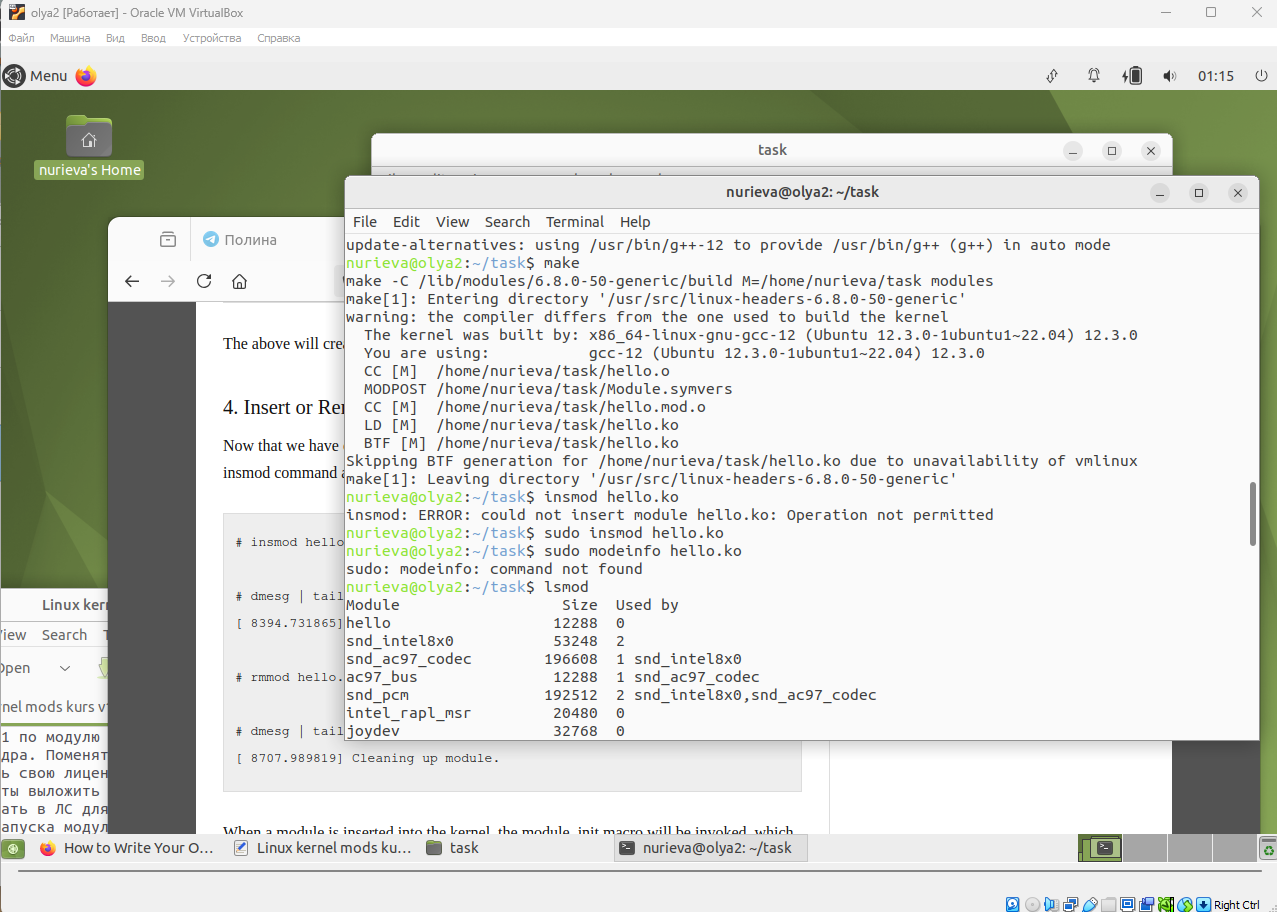 olya2 [Работает] - Oracle VM VirtualBox
Файл Машина Вид Ввод Устройства Справка
Menu
01:15
nurieva's Home
task
nurieva@olya2: ~/task
File Edit View Search Terminal Help
update-alternatives: using /usr/bin/g++-12 to provide /usr/bin/g++ (g++) in auto mode
nurieva@olya2:~/task$ make
make -C /lib/modules/6.8.0-50-generic/build M=/home/nurieva/task modules
make[1]: Entering directory '/usr/src/linux-headers-6.8.0-50-generic'
warning: the compiler differs from the one used to build the kernel
  The kernel was built by: x86_64-linux-gnu-gcc-12 (Ubuntu 12.3.0-1ubuntu1~22.04) 12.3.0
  You are using:           gcc-12 (Ubuntu 12.3.0-1ubuntu1~22.04) 12.3.0
  CC [M]  /home/nurieva/task/hello.o
  MODPOST /home/nurieva/task/Module.symvers
  CC [M]  /home/nurieva/task/hello.mod.o
  LD [M]  /home/nurieva/task/hello.ko
  BTF [M] /home/nurieva/task/hello.ko
Skipping BTF generation for /home/nurieva/task/hello.ko due to unavailability of vmlinux
make[1]: Leaving directory '/usr/src/linux-headers-6.8.0-50-generic'
nurieva@olya2:~/task$ insmod hello.ko
insmod: ERROR: could not insert module hello.ko: Operation not permitted
nurieva@olya2:~/task$ sudo insmod hello.ko
nurieva@olya2:~/task$ sudo modeinfo hello.ko
sudo: modeinfo: command not found
nurieva@olya2:~/task$ lsmod
Module                  Size  Used by
hello                  12288  0
snd_intel8x0           53248  2
snd_ac97_codec        196608  1 snd_intel8x0
ac97_bus               12288  1 snd_ac97_codec
snd_pcm               192512  2 snd_intel8x0,snd_ac97_codec
intel_rapl_msr         20480  0
joydev                 32768  0
Полина
The above will
4. Insert or
Now that we have
insmod command
# insmod hello
# dmesg | tail
[ 8394.731865]
# rmmod hello.
# dmesg | tail
[ 8707.989819] Cleaning up module.
When a module is inserted into the kernel, the module_init macro will be invoked, which
Linux
Search
mods kurs
1 по модулю
Поменят
ь свою
ты выложить
ать в ЛС для
апуска
How to Write Your O...
Linux kernel mods ku...
task
nurieva@olya2: ~/task
Right Ctrl